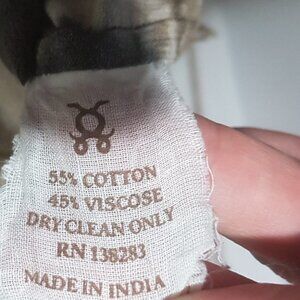 55% COTTON
45% VISCOSE
DRY CLEAN ONLY
RN 138283
MADE IN INDIA